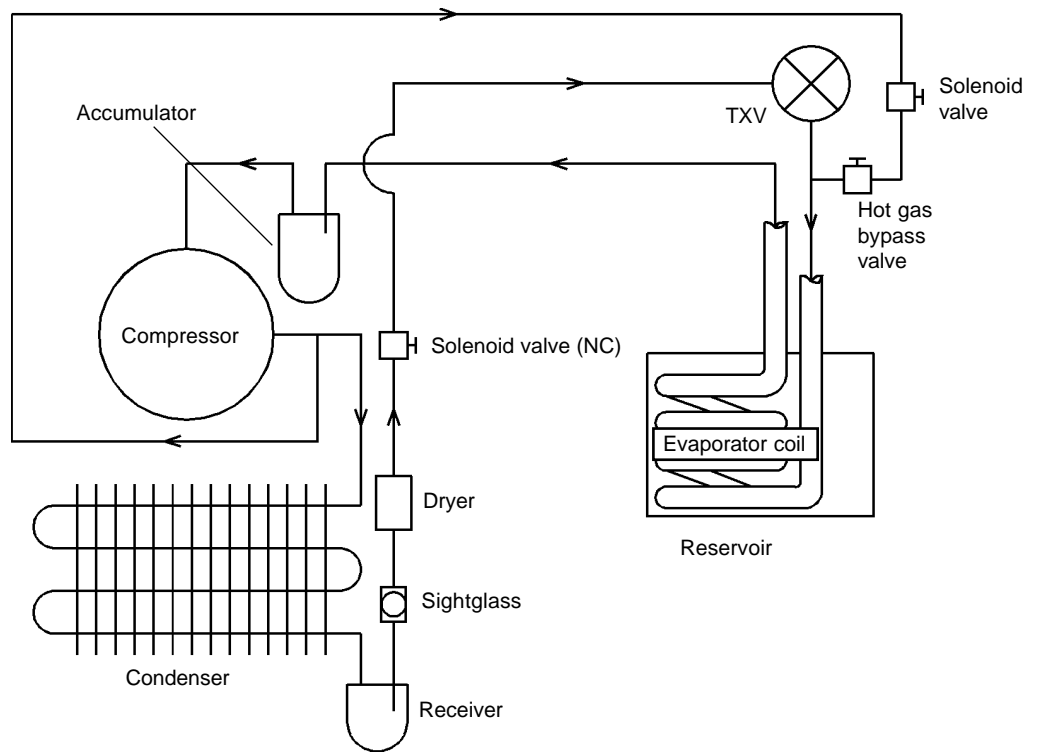 Accumulator
TXV
Solenoid
valve
Hot gas
bypass
valve
Compressor
Solenoid valve (NC)
Evaporator coil
Dryer
Reservoir
Sightglass
Condenser
Receiver